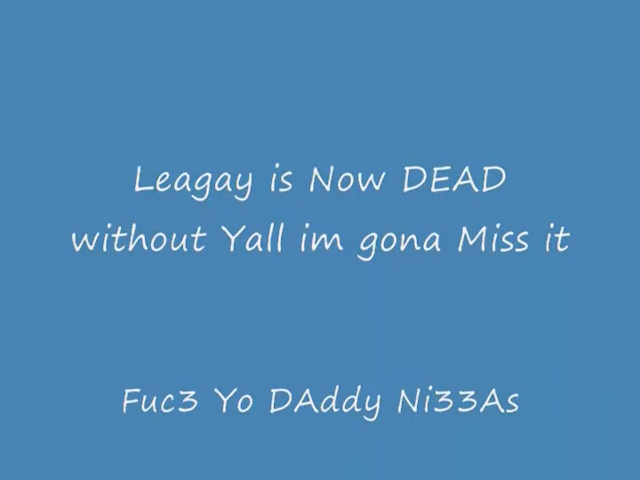 Leagay is Now DEAD
without Yall im gona Miss it
Fuc3 Yo DAddy Ni33As